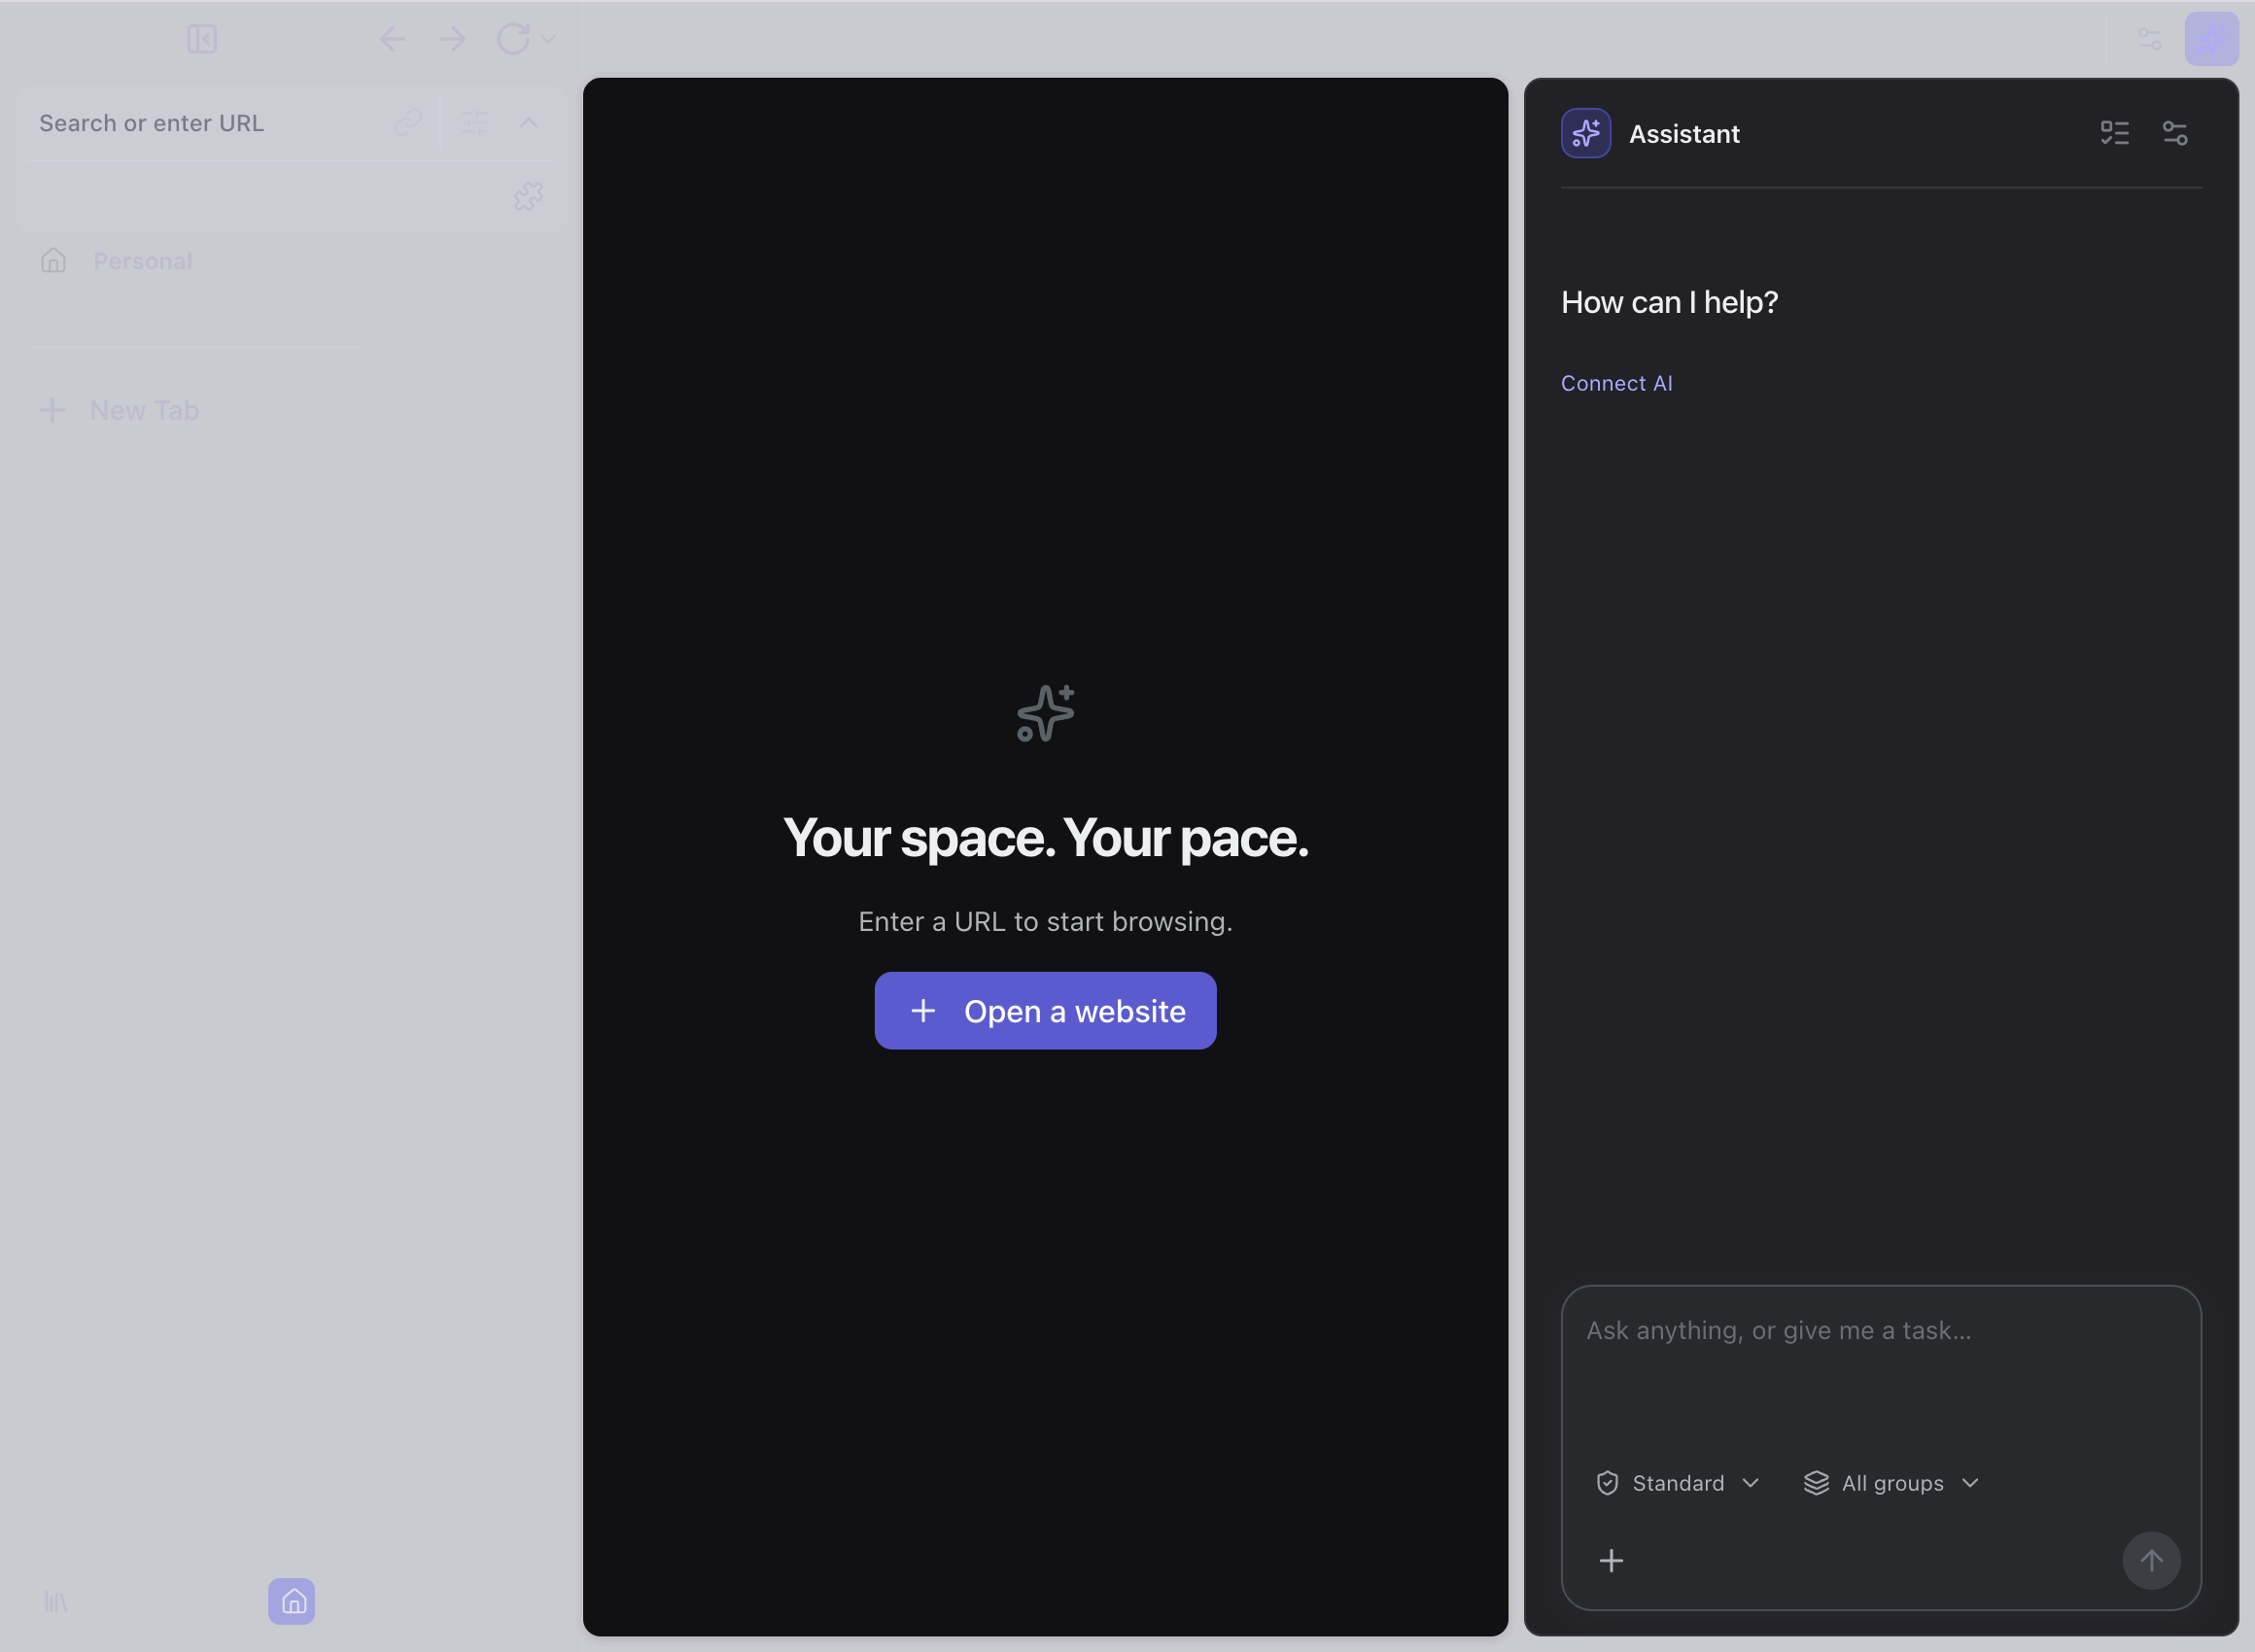 Search or enter URL
Personal
New Tab
Your space. Your pace.
Enter a URL to start browsing.
Open a website
Assistant
How can I help?
Connect AI
Ask anything, or give me a task...
Standard
All groups